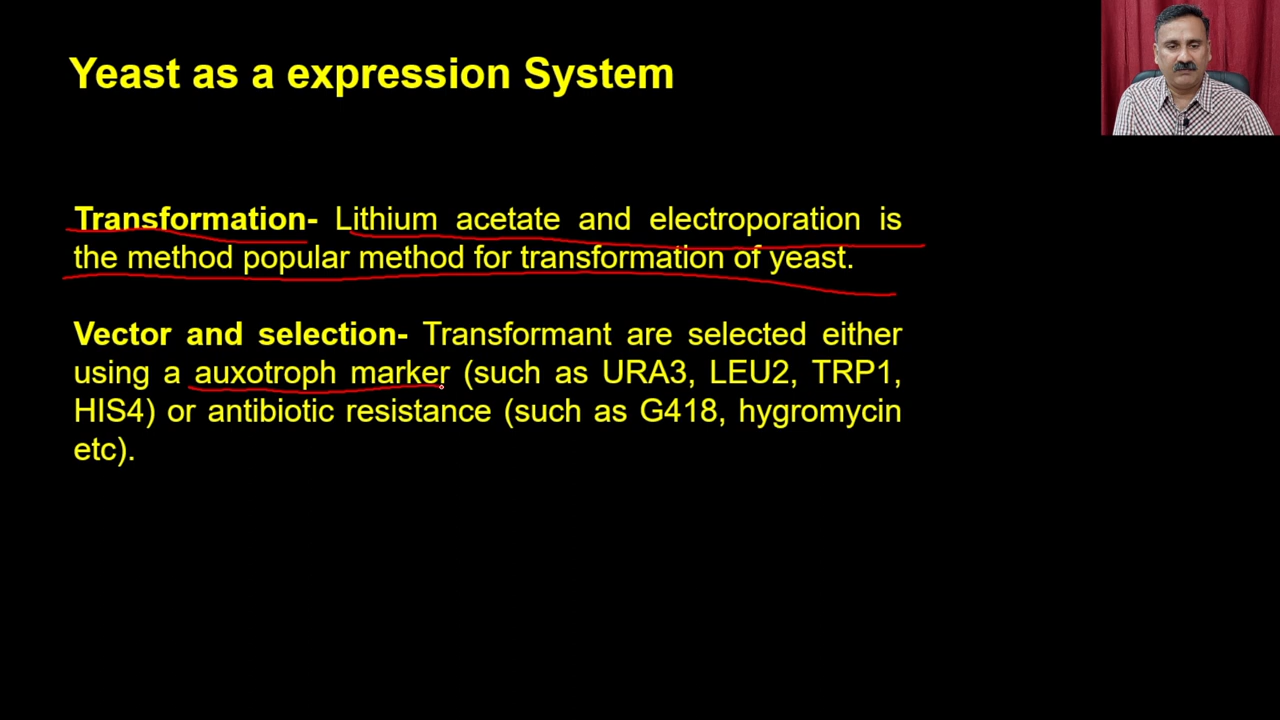 Yeast as a expression System
Transformation- Lithium acetate and electroporation is
the method popular method for transformation of yeast.
Vector and selection- Transformant are selected either
using a auxotroph marker (such as URA3, LEU2, TRP1,
HIS4) or antibiotic resistance (such as G418, hygromycin
etc).